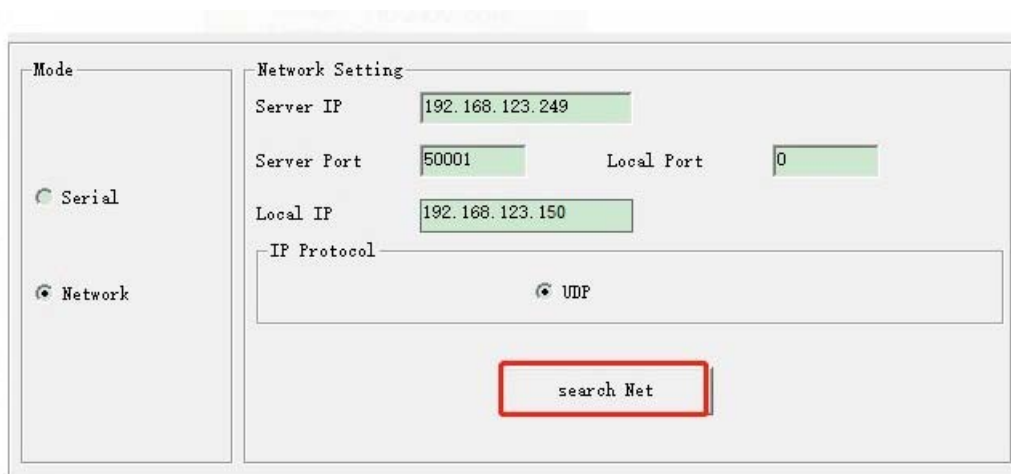 Mode
Network Setting
Server IP 192.168.123.249
Server Port 50001 Local Port 0
Serial
Local IP 192.168.123.150
IP Protocol
Network
UDP
search Net